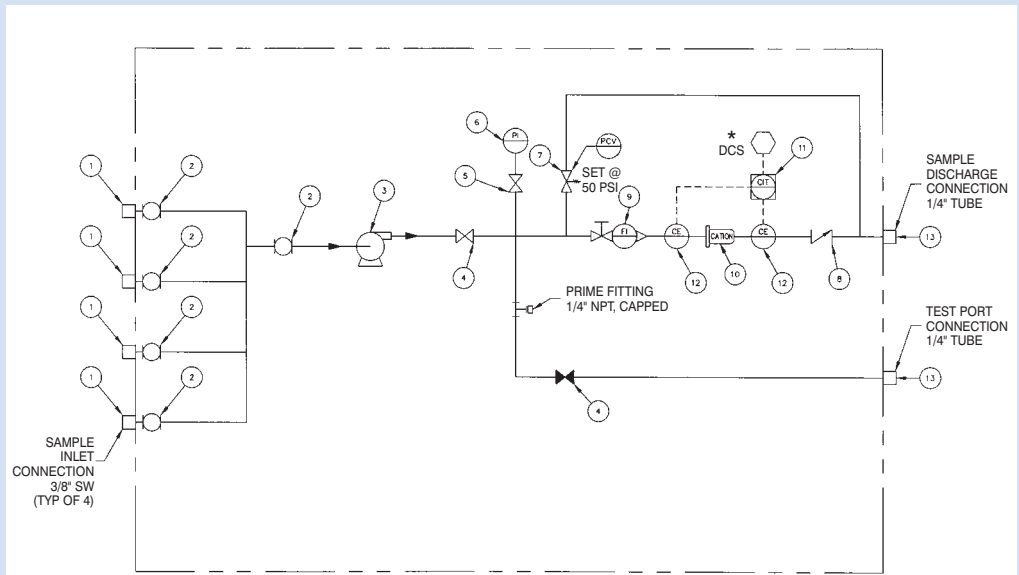 6
PI
5
7
PCV
SET @
50 PSI
*
DCS
11
CIT
SAMPLE
DISCHARGE
CONNECTION
1/4" TUBE
1
2
1
2
1
2
1
2
2
3
4
9
FI
CE
12
CATION
10
CE
12
8
13
PRIME FITTING
1/4" NPT, CAPPED
TEST PORT
CONNECTION
1/4" TUBE
13
4
SAMPLE
INLET
CONNECTION
3/8" SW
(TYP OF 4)